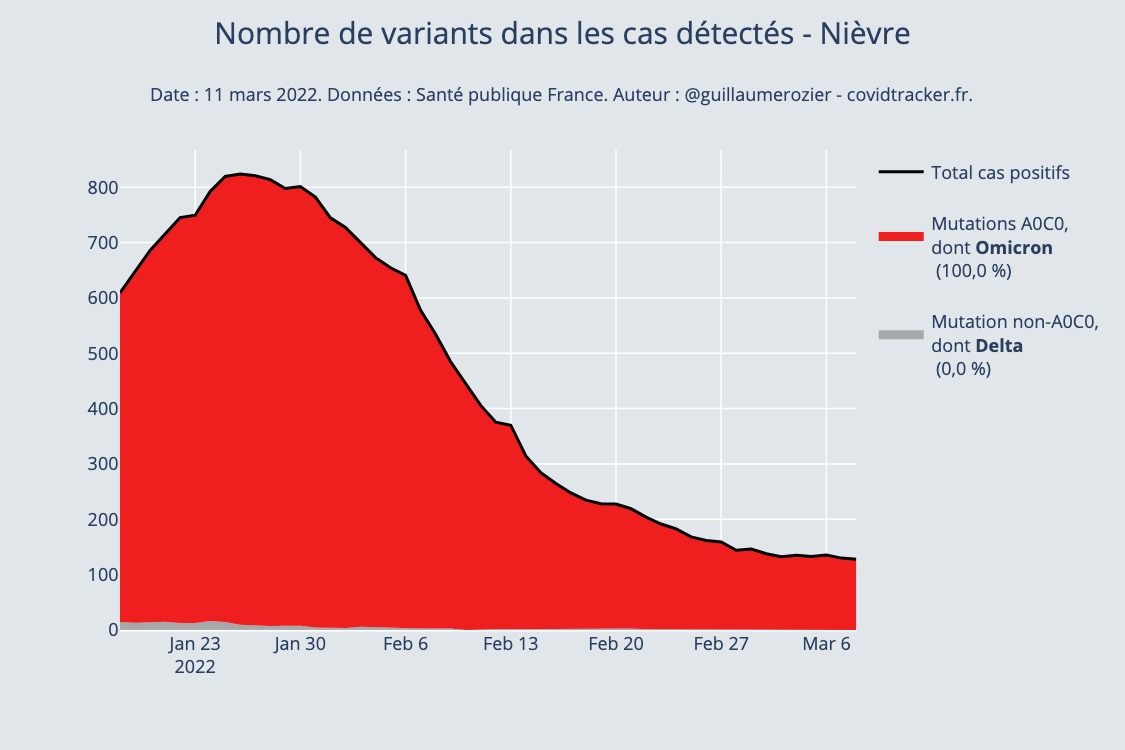 Nombre de variants dans les cas détectés - Nièvre
Date : 11 mars 2022. Données : Santé publique France. Auteur : @guillaumerozier - covidtracker.fr.
Total cas positifs
Mutations A0C0,
dont Omicron
(100,0 %)
Mutation non-A0C0,
dont Delta
(0,0 %)
800
700
600
500
400
300
200
100
0
Jan 23 Jan 30 Feb 6 Feb 13 Feb 20 Feb 27 Mar 6
2022